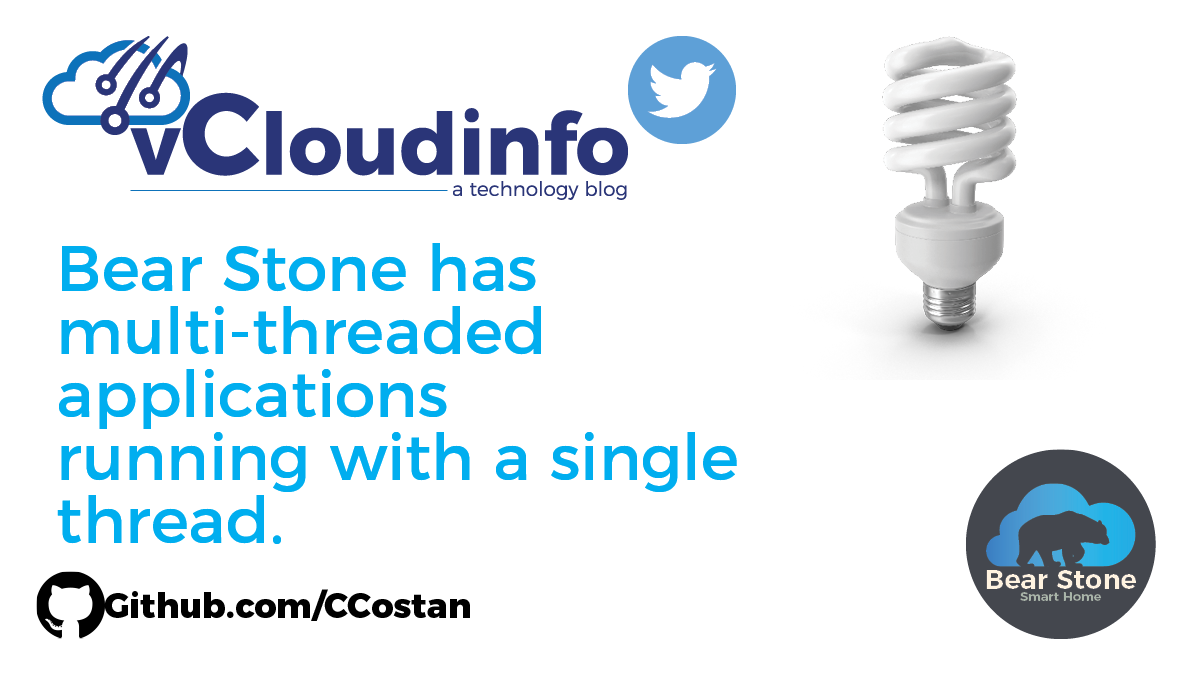 vCloudinfo
a technology blog
Bear Stone has
multi-threaded
applications
running with a single
thread.
Github.com/CCostan
Bear Stone
Smart Home